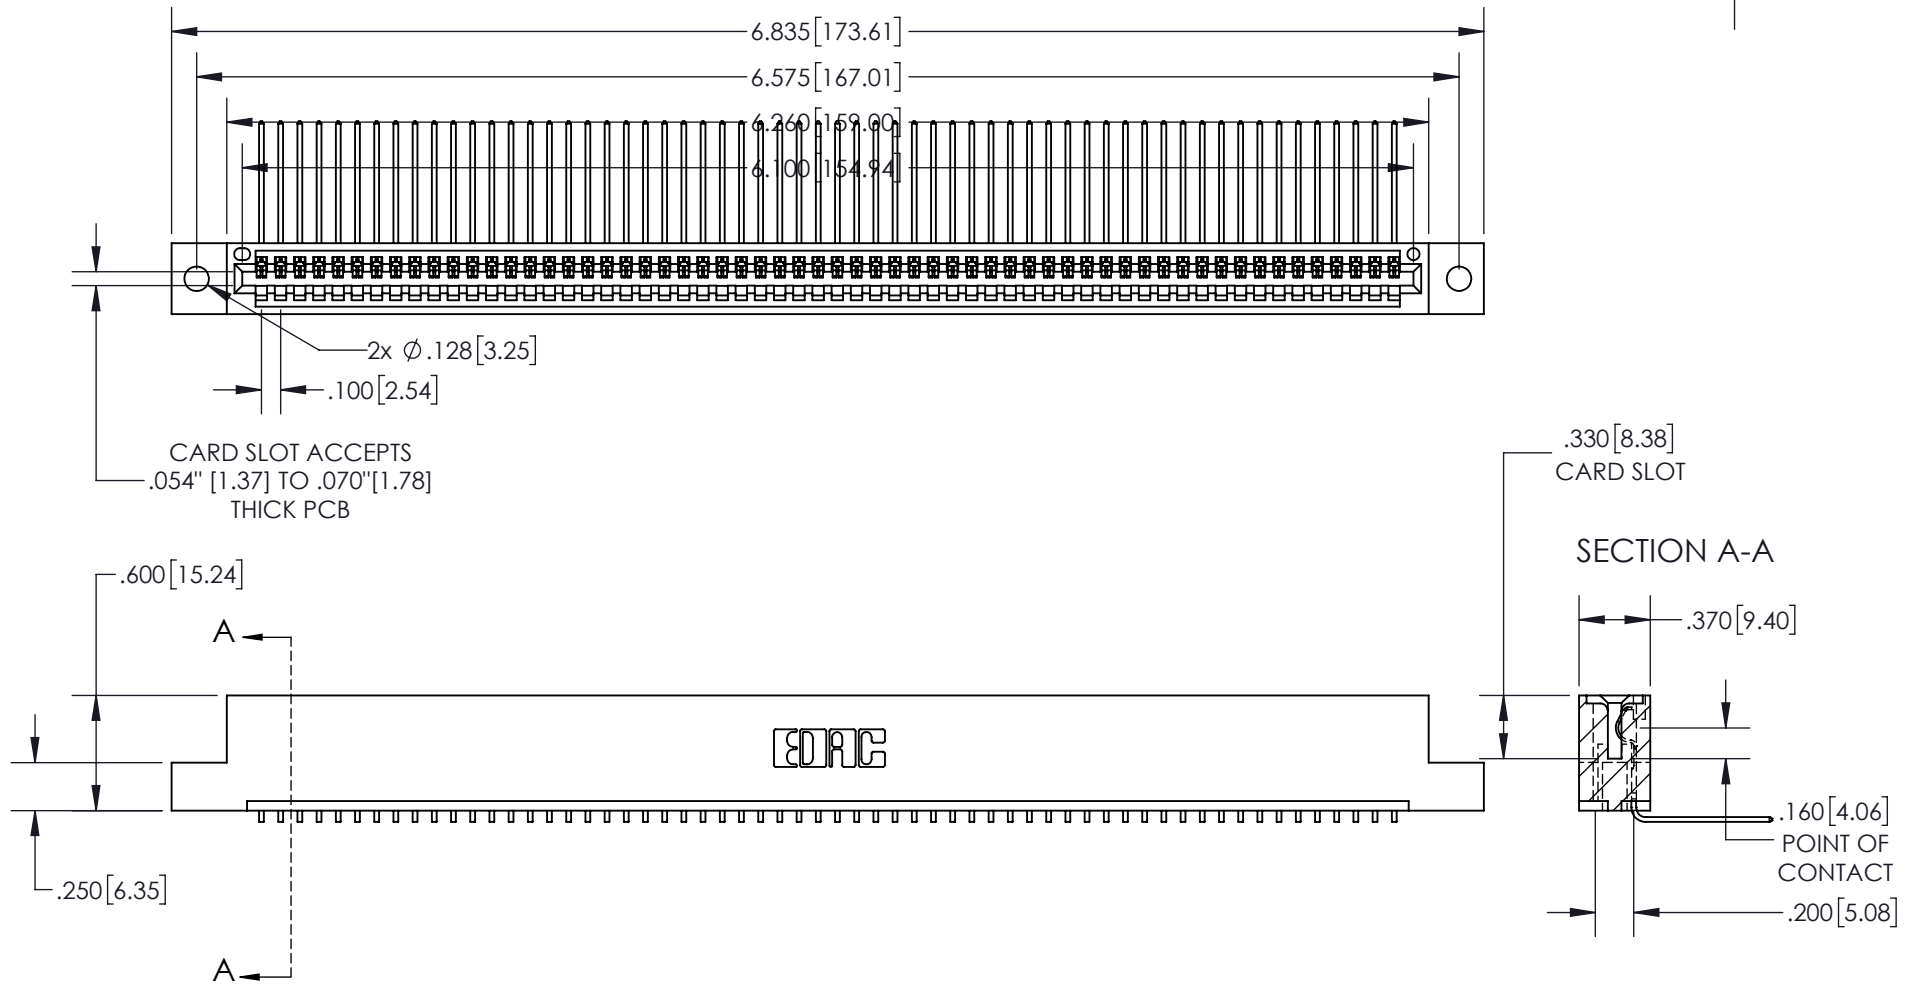 6.835[173.61]
6.575[167.01]
6.260[159.00]
6.100[154.94]
2x Ø.128[3.25]
.100[2.54]
CARD SLOT ACCEPTS
.054" [1.37] TO .070"[1.78]
THICK PCB
.330[8.38]
CARD SLOT
SECTION A-A
.600[15.24]
A
.370[9.40]
EDAC
.160[4.06]
POINT OF
CONTACT
.250[6.35]
.200[5.08]
A